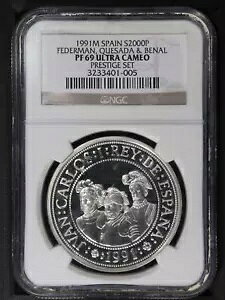 1991M SPAIN S2000P
FEDERMAN, QUESADA & BENAL
PF 69 ULTRA CAMEO
PRESTIGE SET
3233401-005
NGC
JUAN·CARLOS·I·REY·DE·ESPAÑA
1991